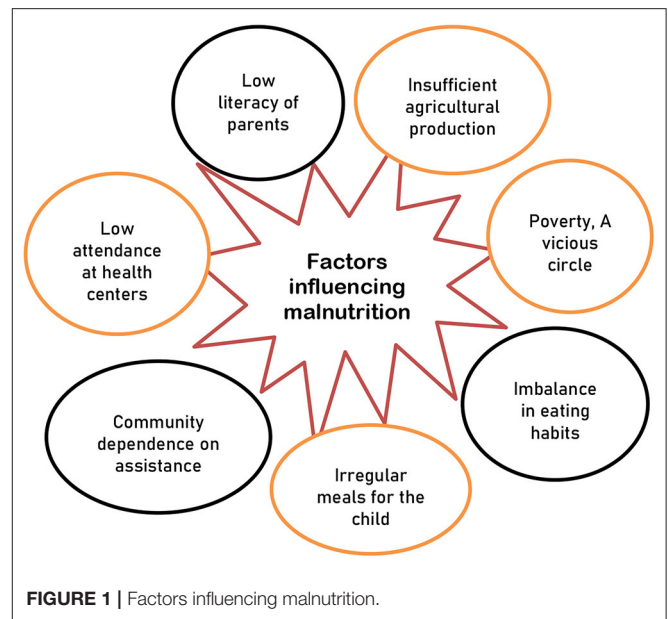 Low
literacy of
parents
Insufficient
agricultural
production
Low
attendance
at health
centers
Factors
influencing
malnutrition
Poverty, A
vicious
circle
Community
dependence on
assistance
Imbalance
in eating
habits
Irregular
meals for the
child
FIGURE 1 | Factors influencing malnutrition.